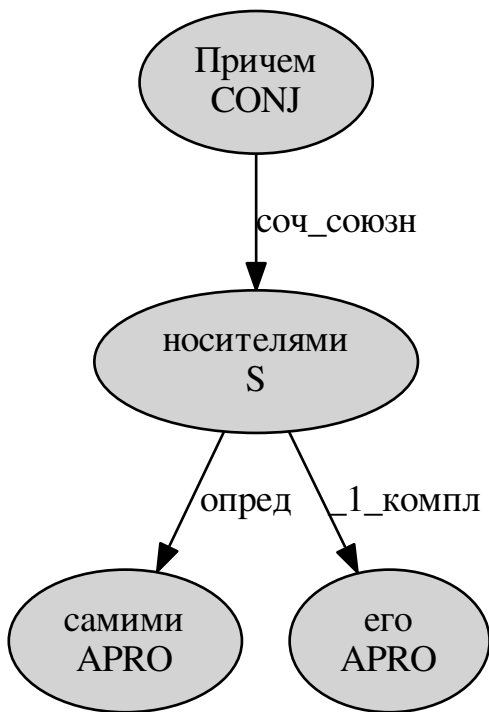 Причем
CONJ
соч_союзн
носителями
S
опред
_1_компл
самими
APRO
его
APRO